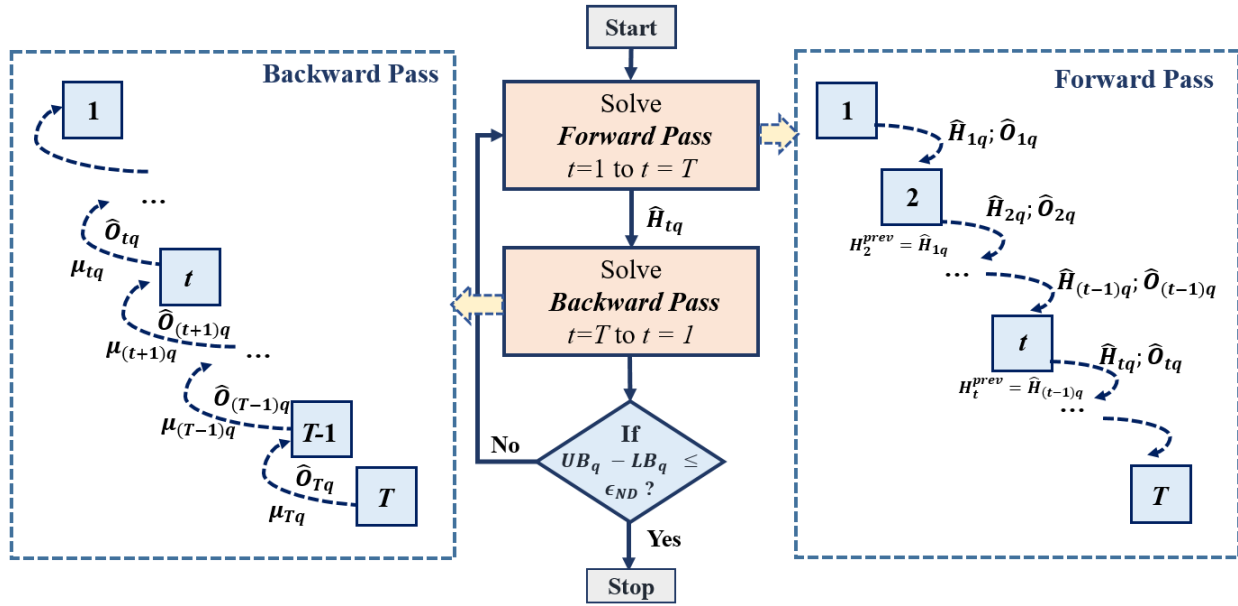 Backward Pass
1
...
Ô_tq
μ_tq
t
Ô_(t+1)q
μ_(t+1)q
...
Ô_(T−1)q
μ_(T−1)q
T-1
Ô_Tq
μ_Tq
T
Start
Solve
Forward Pass
t=1 to t = T
Ĥ_tq
Solve
Backward Pass
t=T to t = 1
If
UB_q − LB_q ≤
ϵ_ND ?
No
Yes
Stop
Forward Pass
1
Ĥ_1q; Ô_1q
2
Ĥ_2q; Ô_2q
H_2^prev = Ĥ_1q
...
Ĥ_(t−1)q; Ô_(t−1)q
t
Ĥ_tq; Ô_tq
H_t^prev = Ĥ_(t−1)q
...
T